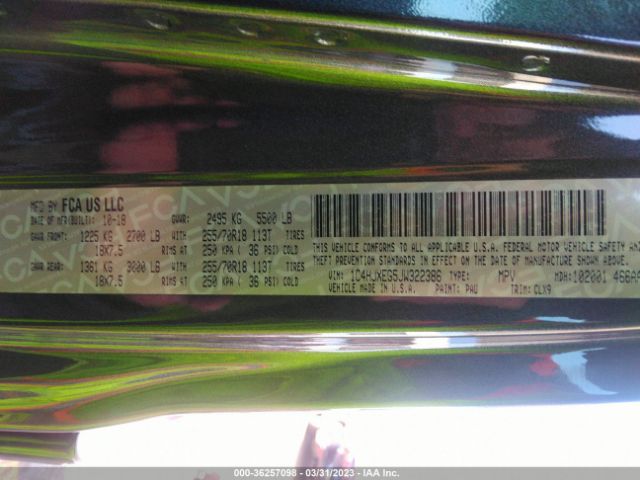 MFD BY FCA US LLC
DATE OF MFR(BUILT): 10-18 GVWR: 2495 KG 5500 LB
GAWR FRONT: 1225 KG 2700 LB WITH 255/70R18 113T TIRES
18X7.5 RIMS AT 250 KPA ( 36 PSI) COLD
GAWR REAR: 1361 KG 3000 LB WITH 255/70R18 113T TIRES
18X7.5 RIMS AT 250 KPA ( 36 PSI) COLD
THIS VEHICLE CONFORMS TO ALL APPLICABLE U.S.A. FEDERAL MOTOR VEHICLE SAFETY AN
THEFT PREVENTION STANDARDS IN EFFECT ON THE DATE OF MANUFACTURE SHOWN ABOVE.
VIN: 1C4HJXEG5JW322386 TYPE: MPV MDH: 102001
VEHICLE MADE IN U.S.A. PAINT: PAU TRIM: CLX9
000-36257098 - 03/31/2023 - IAA Inc.